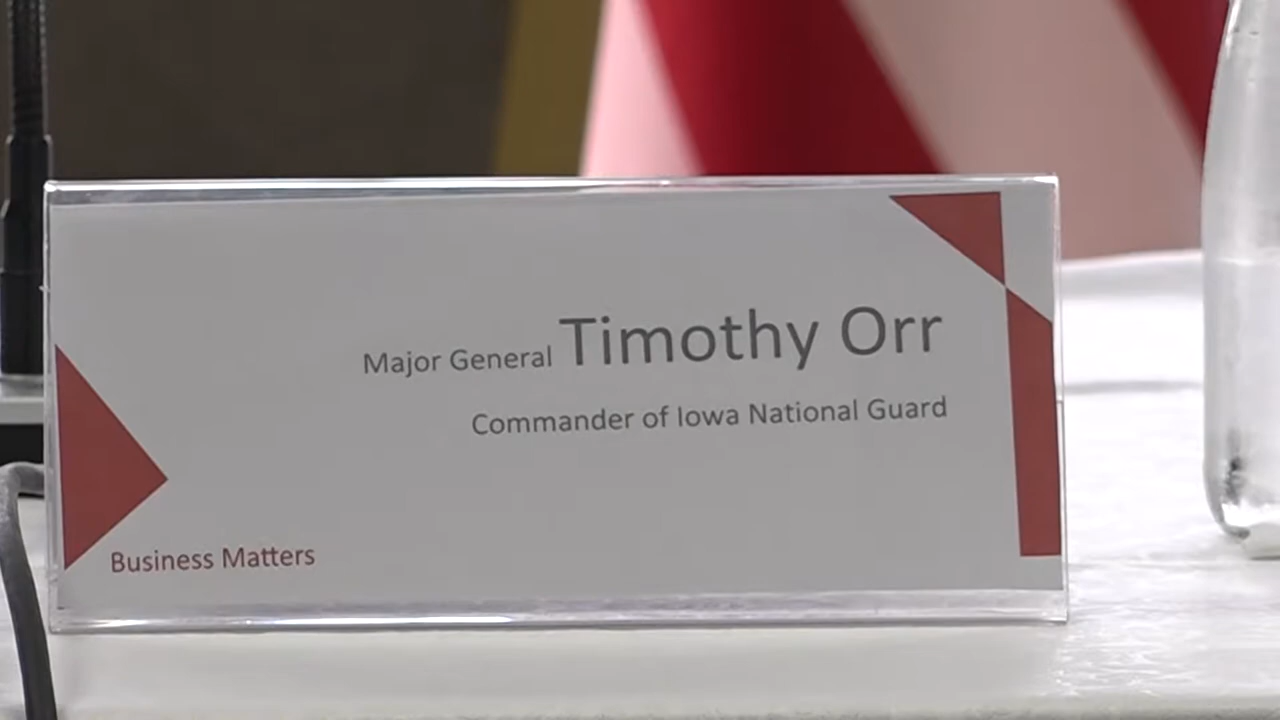 Major General Timothy Orr
Commander of Iowa National Guard
Business Matters